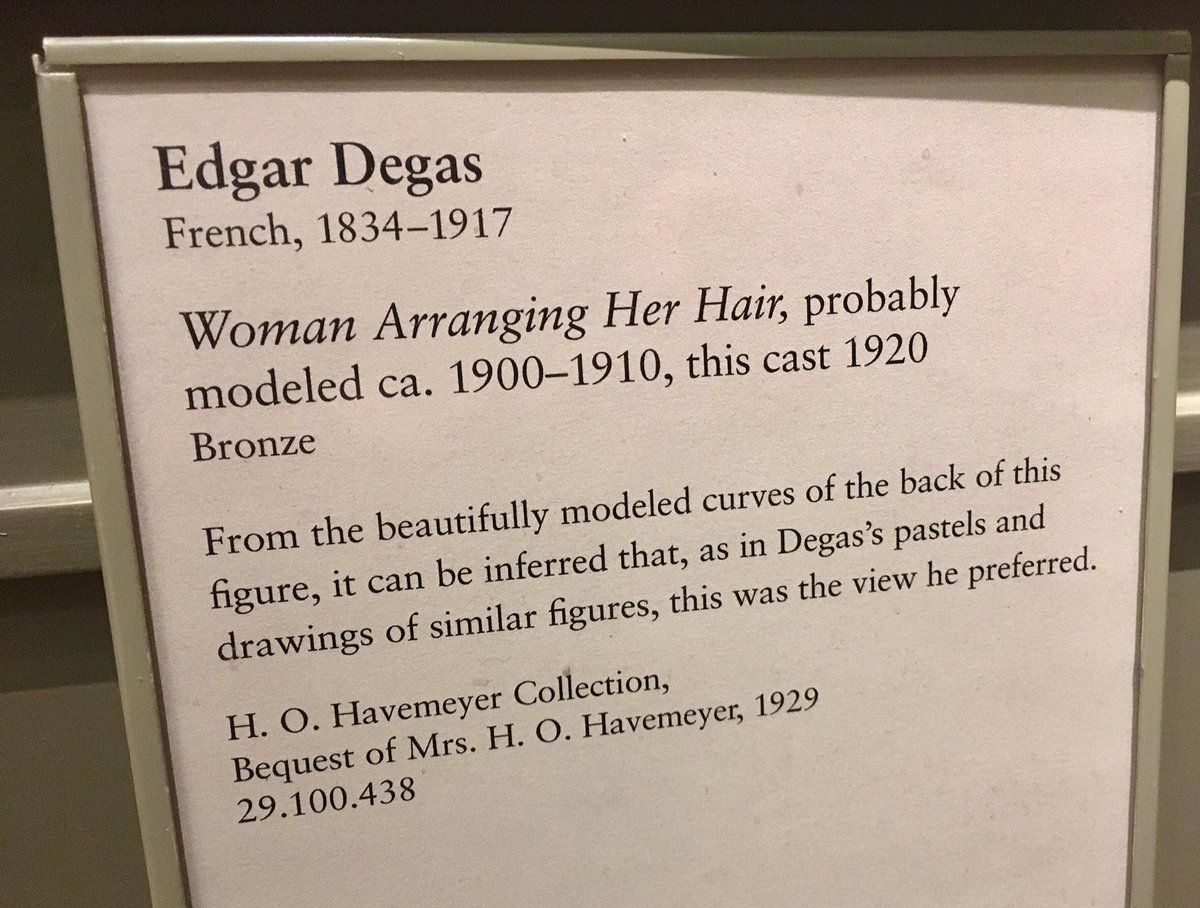 Edgar Degas
French, 1834–1917
Woman Arranging Her Hair, probably
modeled ca. 1900–1910, this cast 1920
Bronze
From the beautifully modeled curves of the back of this
figure, it can be inferred that, as in Degas’s pastels and
drawings of similar figures, this was the view he preferred.
H. O. Havemeyer Collection,
Bequest of Mrs. H. O. Havemeyer, 1929
29.100.438